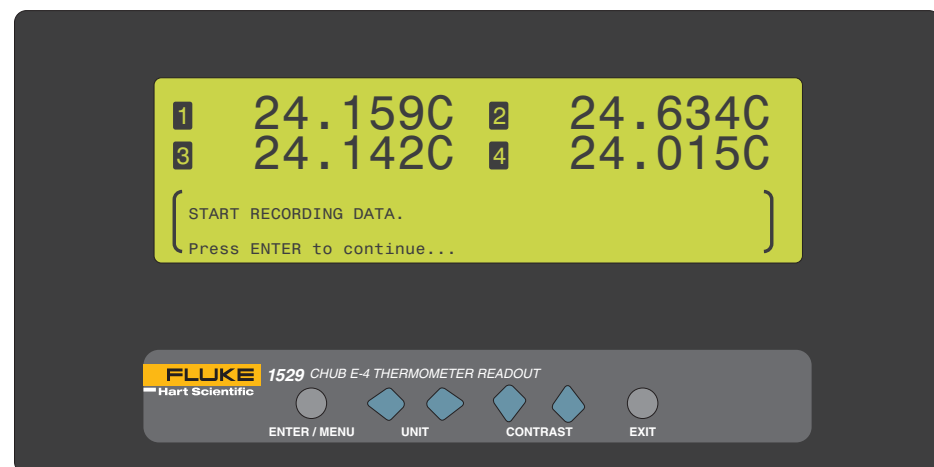 1 24.159C 2 24.634C
3 24.142C 4 24.015C
START RECORDING DATA.
Press ENTER to continue...
FLUKE 1529 CHUB E-4 THERMOMETER READOUT
Hart Scientific
ENTER / MENU UNIT CONTRAST EXIT